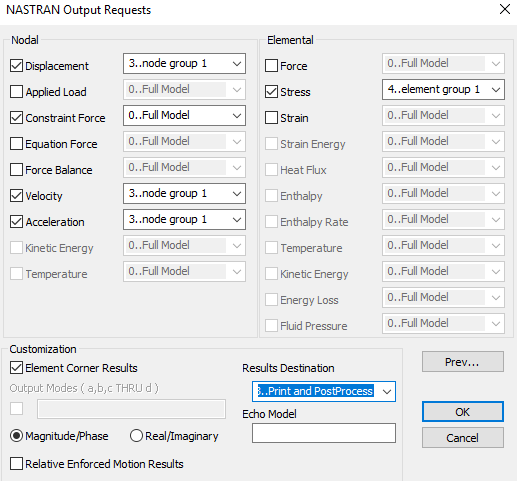 NASTRAN Output Requests
Nodal
Displacement 3..node group 1
Applied Load 0..Full Model
Constraint Force 0..Full Model
Equation Force 0..Full Model
Force Balance 0..Full Model
Velocity 3..node group 1
Acceleration 3..node group 1
Kinetic Energy 0..Full Model
Temperature 0..Full Model
Elemental
Force 0..Full Model
Stress 4..element group 1
Strain 0..Full Model
Strain Energy 0..Full Model
Heat Flux 0..Full Model
Enthalpy 0..Full Model
Enthalpy Rate 0..Full Model
Temperature 0..Full Model
Kinetic Energy 0..Full Model
Energy Loss 0..Full Model
Fluid Pressure 0..Full Model
Customization
Element Corner Results
Output Modes ( a,b,c THRU d )
Magnitude/Phase Real/Imaginary
Relative Enforced Motion Results
Results Destination
3..Print and PostProcess
Echo Model
Prev...
OK
Cancel